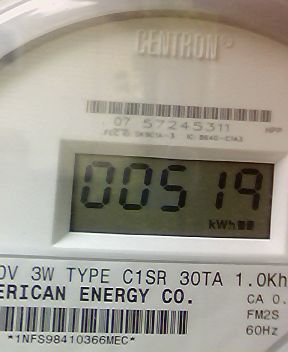 CENTRON®
07 57245311 HPP
00519
kWh
0V 3W TYPE C1SR 30TA 1.0Kh
ERICAN ENERGY CO.
CA 0.
FM2S
60Hz
*1NFS98410366MEC*